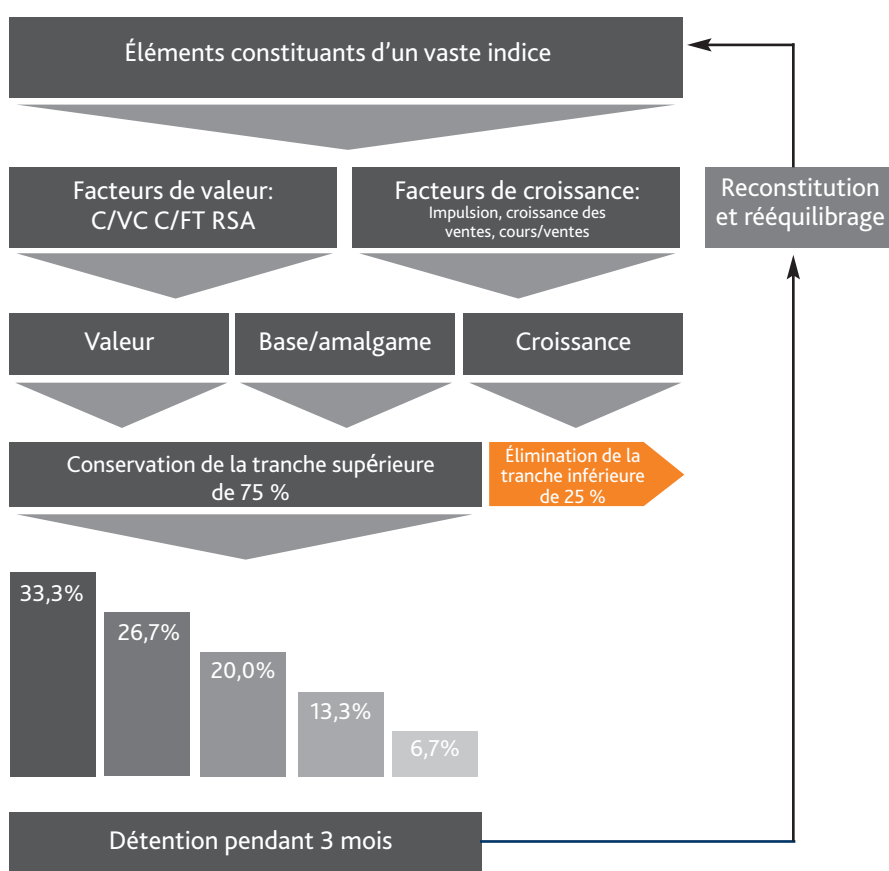 Éléments constituants d’un vaste indice
Facteurs de valeur:
C/VC C/FT RSA
Facteurs de croissance:
Impulsion, croissance des
ventes, cours/ventes
Reconstitution
et rééquilibrage
Valeur
Base/amalgame
Croissance
Conservation de la tranche supérieure
de 75 %
Élimination de la
tranche inférieure
de 25 %
33,3%
26,7%
20,0%
13,3%
6,7%
Détention pendant 3 mois